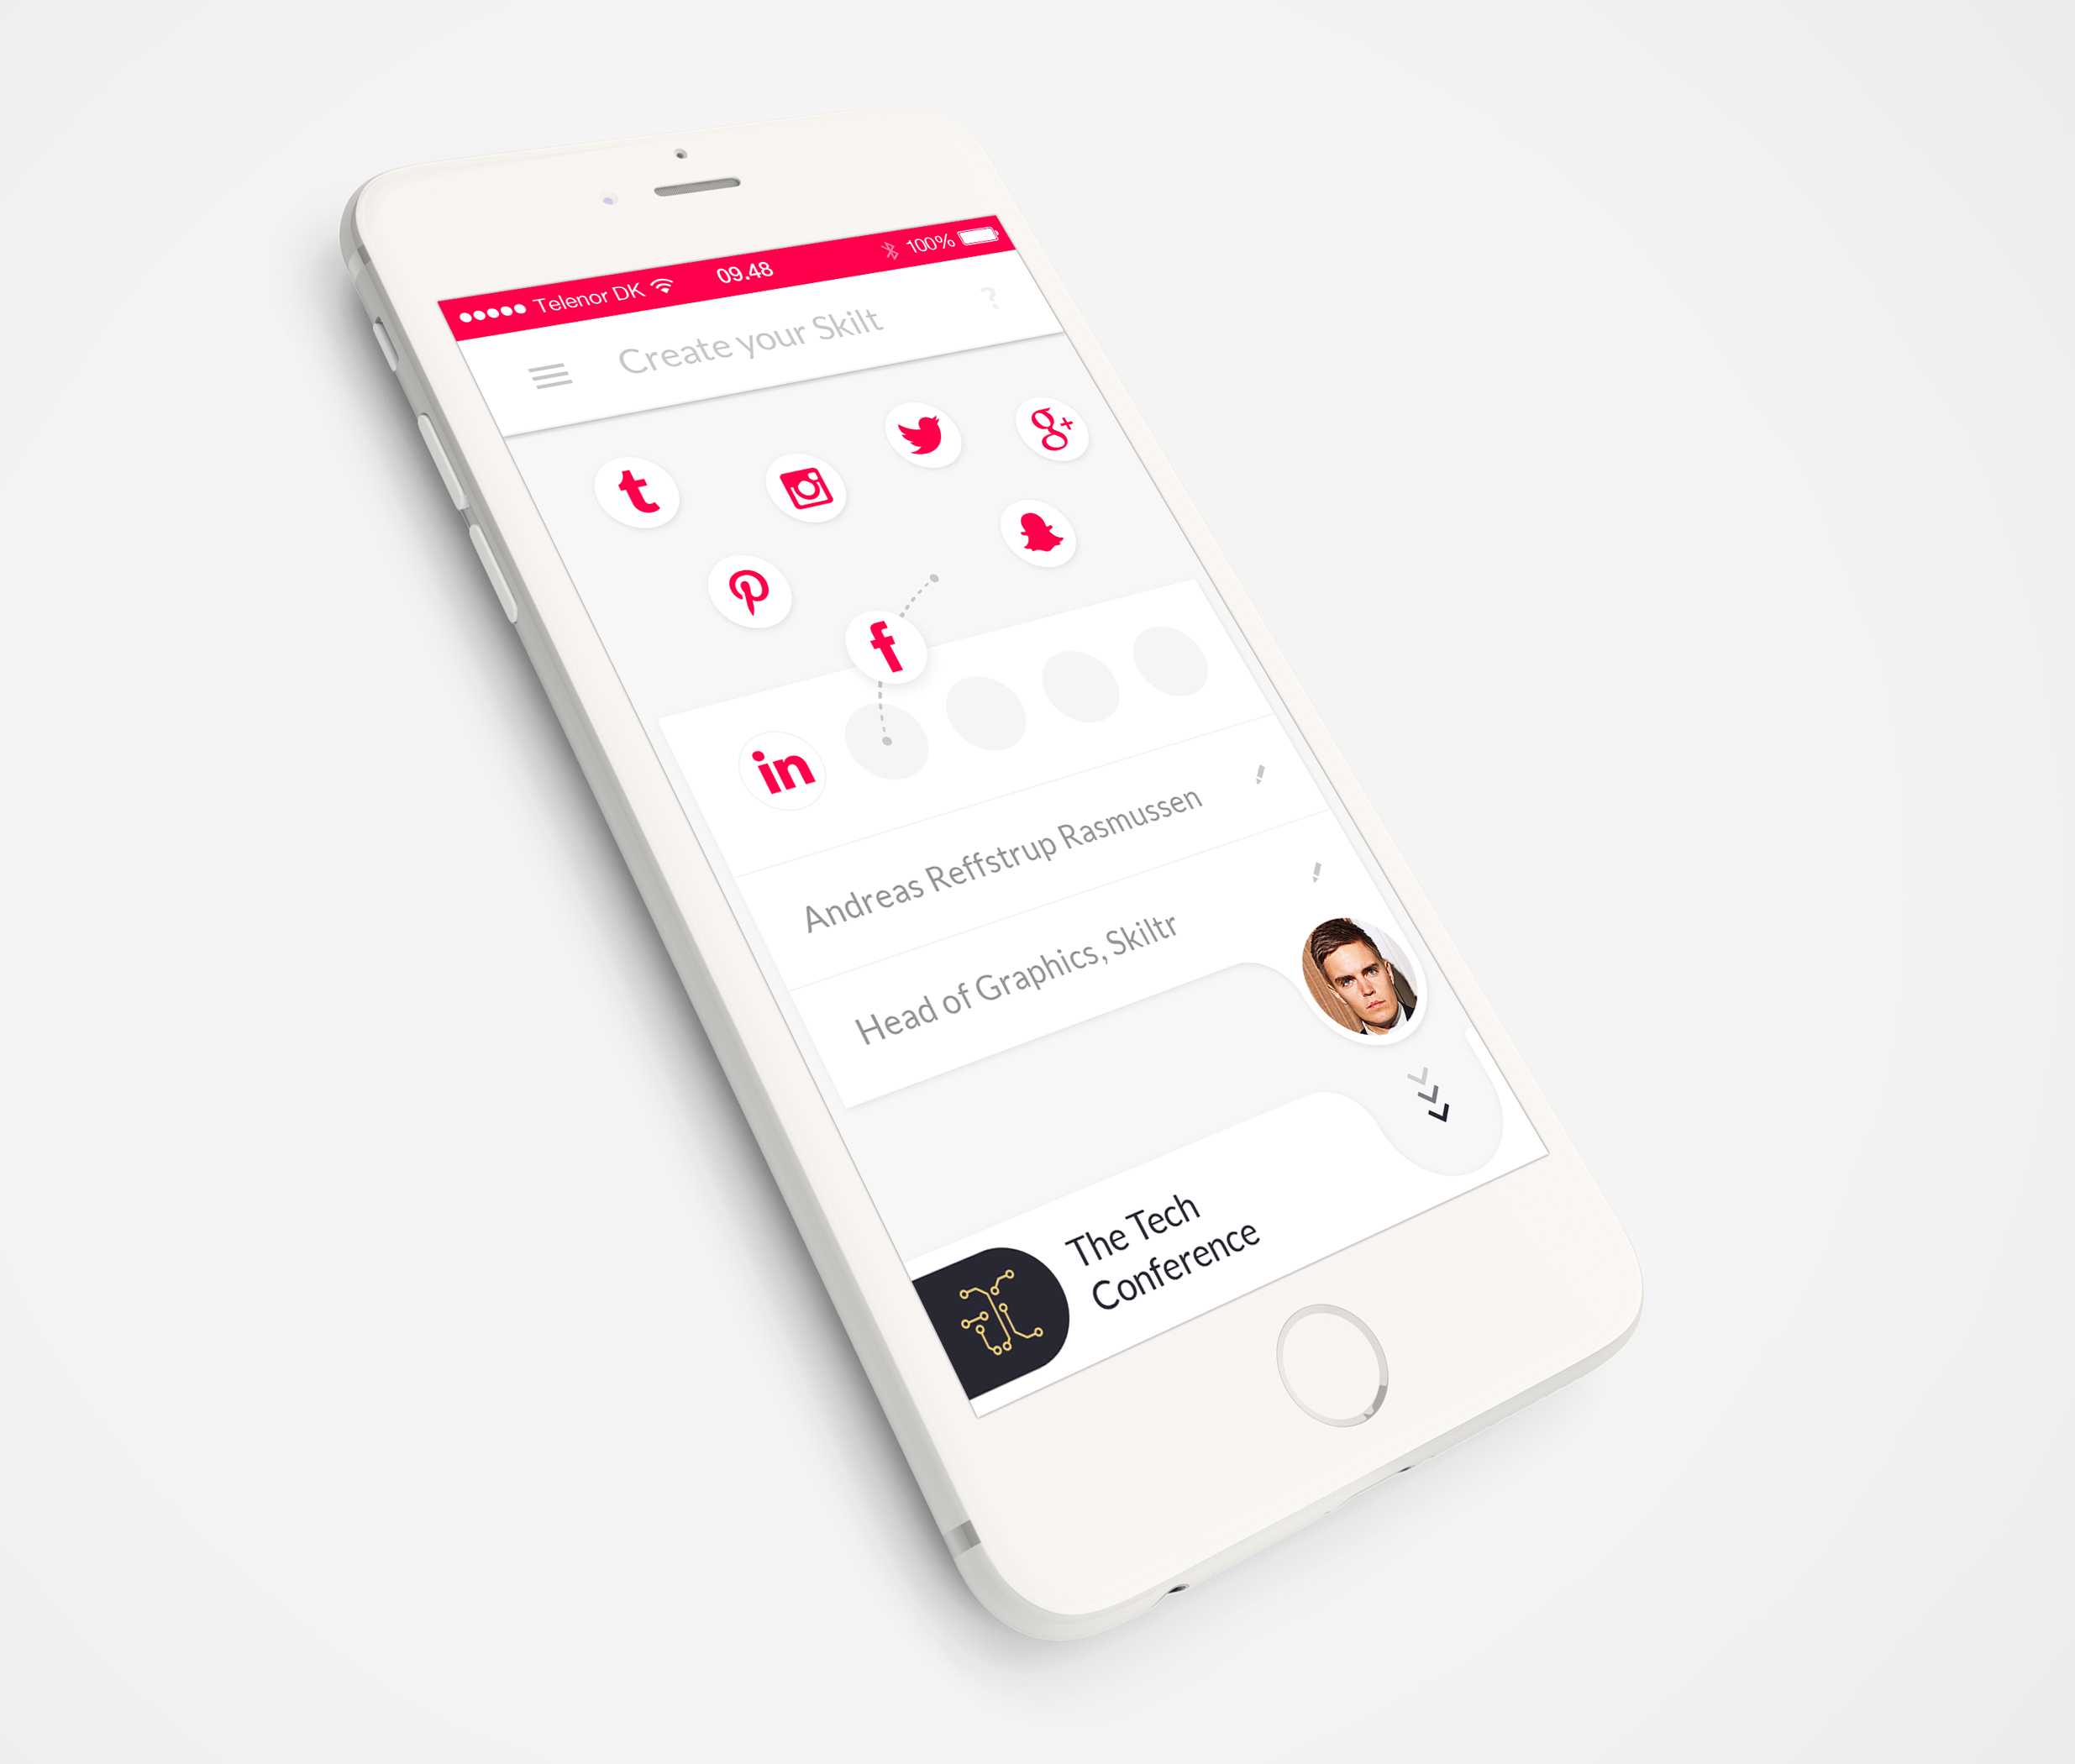 Telenor DK 09.48 100%
Create your Skilt ?
t
g+
f
in
Andreas Reffstrup Rasmussen
Head of Graphics, Skiltr
The Tech
Conference